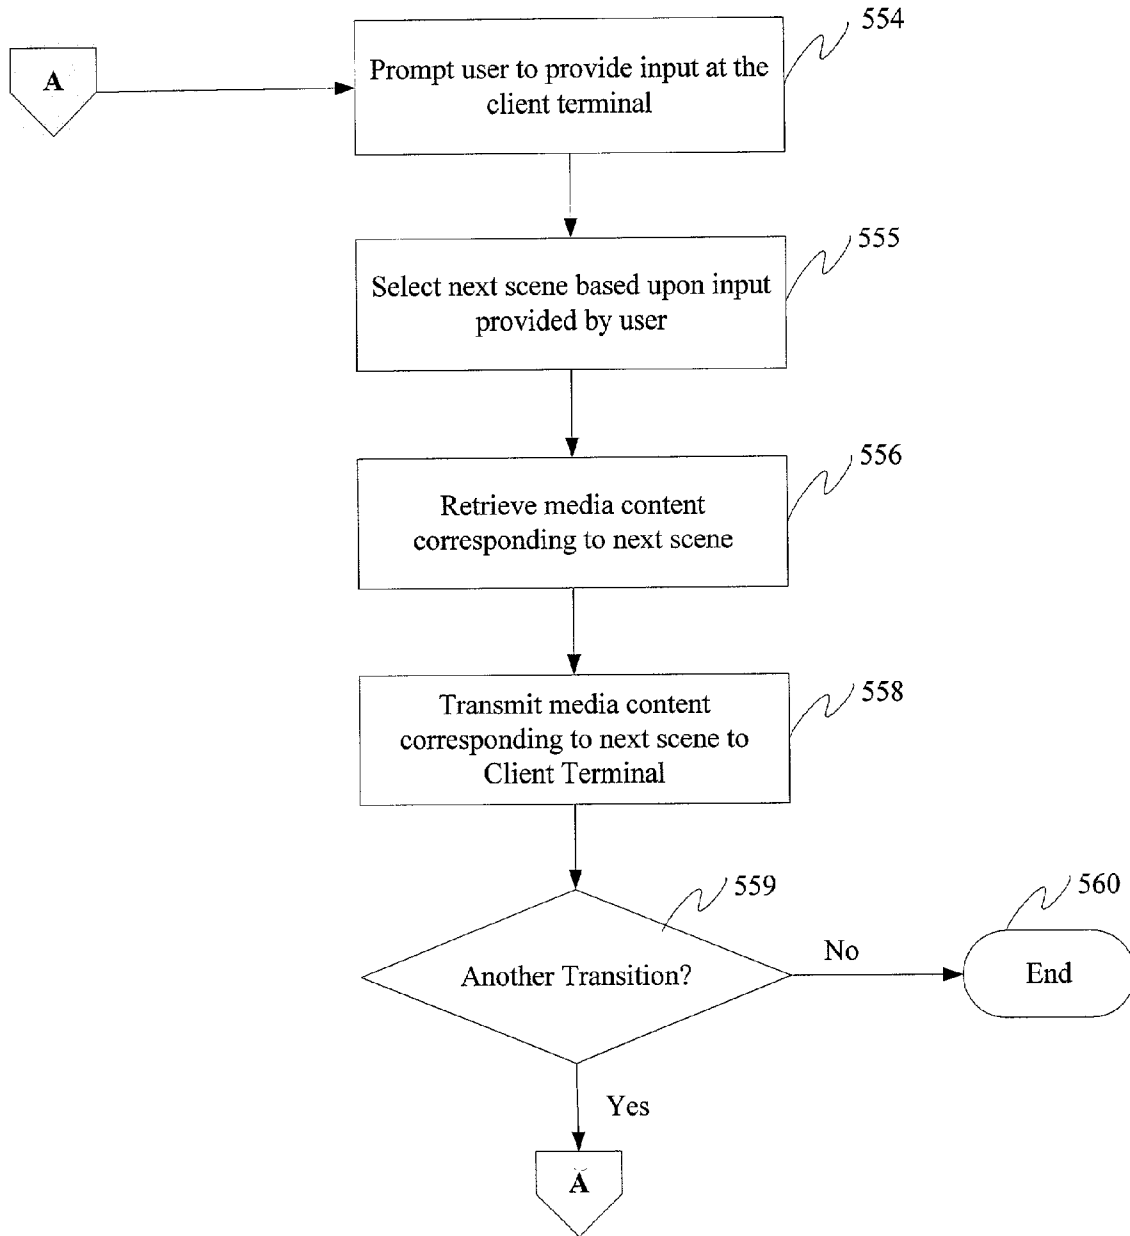 554
A
Prompt user to provide input at the
client terminal
555
Select next scene based upon input
provided by user
556
Retrieve media content
corresponding to next scene
558
Transmit media content
corresponding to next scene to
Client Terminal
559
560
Another Transition?
No
End
Yes
A